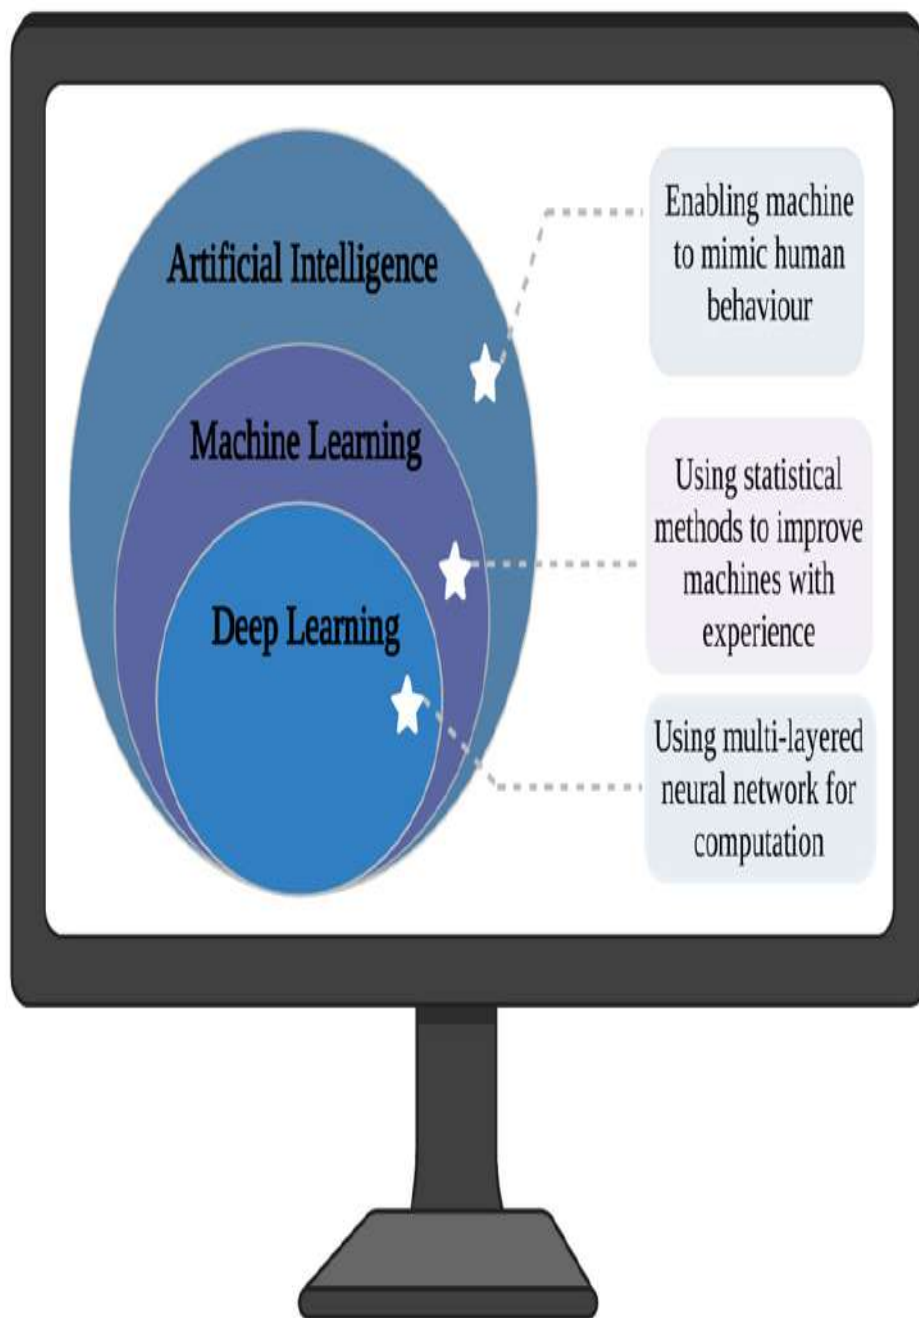 Artificial Intelligence
Machine Learning
Deep Learning
Enabling machine
to mimic human
behaviour
Using statistical
methods to improve
machines with
experience
Using multi-layered
neural network for
computation